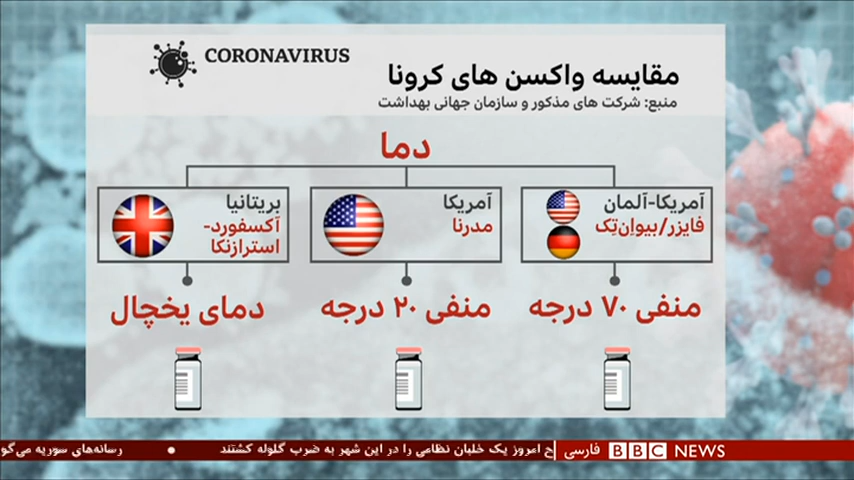 CORONAVIRUS
مقایسه واکسن های کرونا
منبع: شرکت های مذکور و سازمان جهانی بهداشت
دما
آمریکا-آلمان
فایزر/بیوان‌تِک
منفی ۷۰ درجه
آمریکا
مدرنا
منفی ۲۰ درجه
بریتانیا
آکسفورد-
استرازنکا
دمای یخچال
BBC NEWS فارسی
ح امروز یک خلبان نظامی را در این شهر به ضرب گلوله کشتند • رسانه‌های سوریه می‌گو